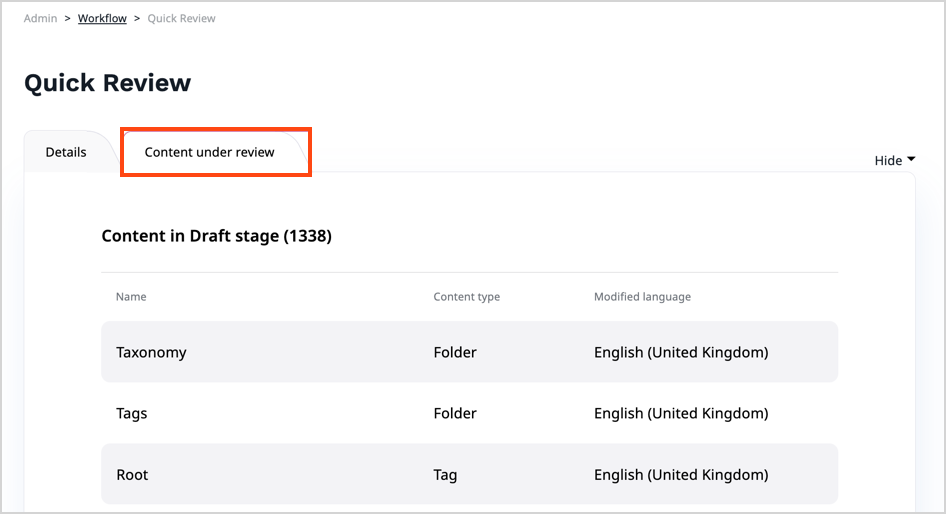 Admin > Workflow > Quick Review
Quick Review
Details
Content under review
Hide
Content in Draft stage (1338)
Name Content type Modified language
Taxonomy Folder English (United Kingdom)
Tags Folder English (United Kingdom)
Root Tag English (United Kingdom)